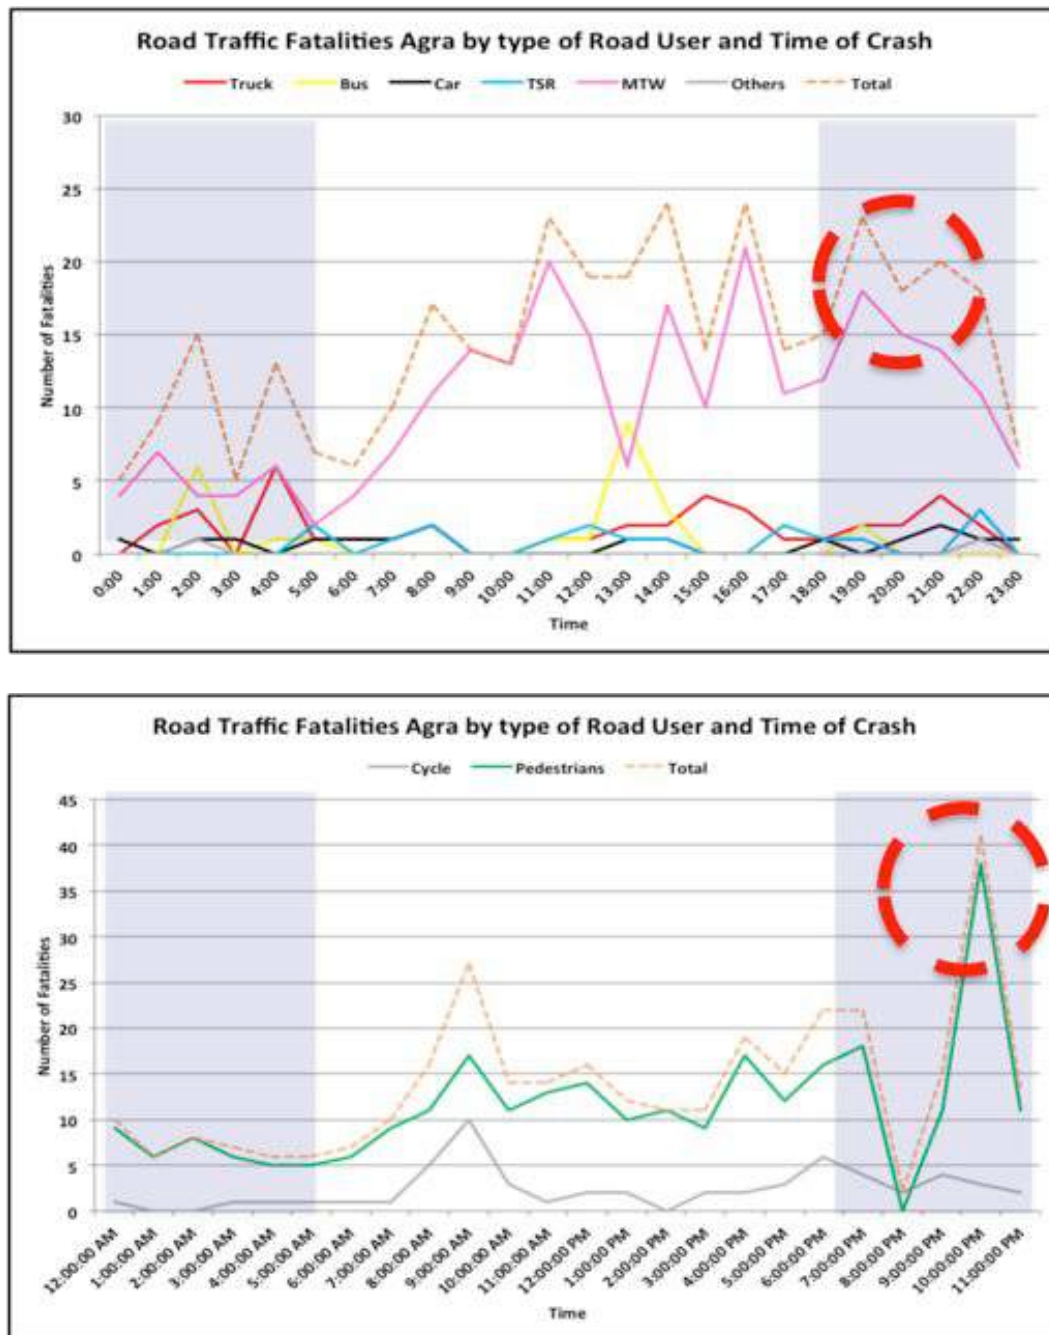 Road Traffic Fatalities Agra by type of Road User and Time of Crash
Truck Bus Car TSR MTW Others Total
30
25
20
15
10
5
0
Number of Fatalities
0:00 1:00 2:00 3:00 4:00 5:00 6:00 7:00 8:00 9:00 10:00 11:00 12:00 13:00 14:00 15:00 16:00 17:00 18:00 19:00 20:00 21:00 22:00 23:00
Time
Road Traffic Fatalities Agra by type of Road User and Time of Crash
Cycle Pedestrians Total
45
40
35
30
25
20
15
10
5
0
Number of Fatalities
12:00:00 AM 1:00:00 AM 2:00:00 AM 3:00:00 AM 4:00:00 AM 5:00:00 AM 6:00:00 AM 7:00:00 AM 8:00:00 AM 9:00:00 AM 10:00:00 AM 11:00:00 AM 12:00:00 PM 1:00:00 PM 2:00:00 PM 3:00:00 PM 4:00:00 PM 5:00:00 PM 6:00:00 PM 7:00:00 PM 8:00:00 PM 9:00:00 PM 10:00:00 PM 11:00:00 PM
Time